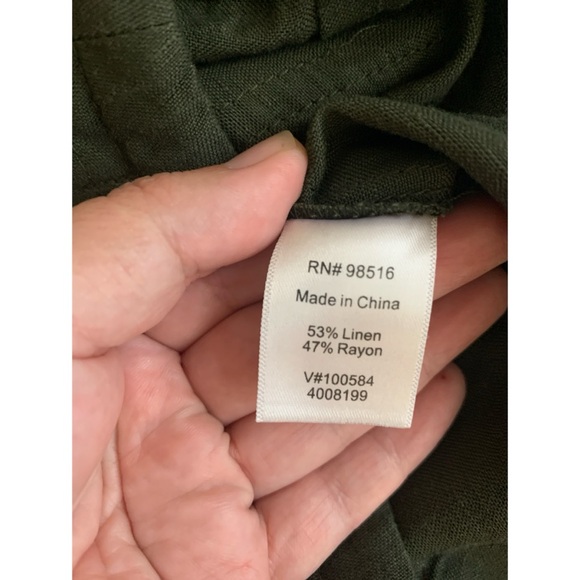 RN# 98516
Made in China
53% Linen
47% Rayon
V#100584
4008199